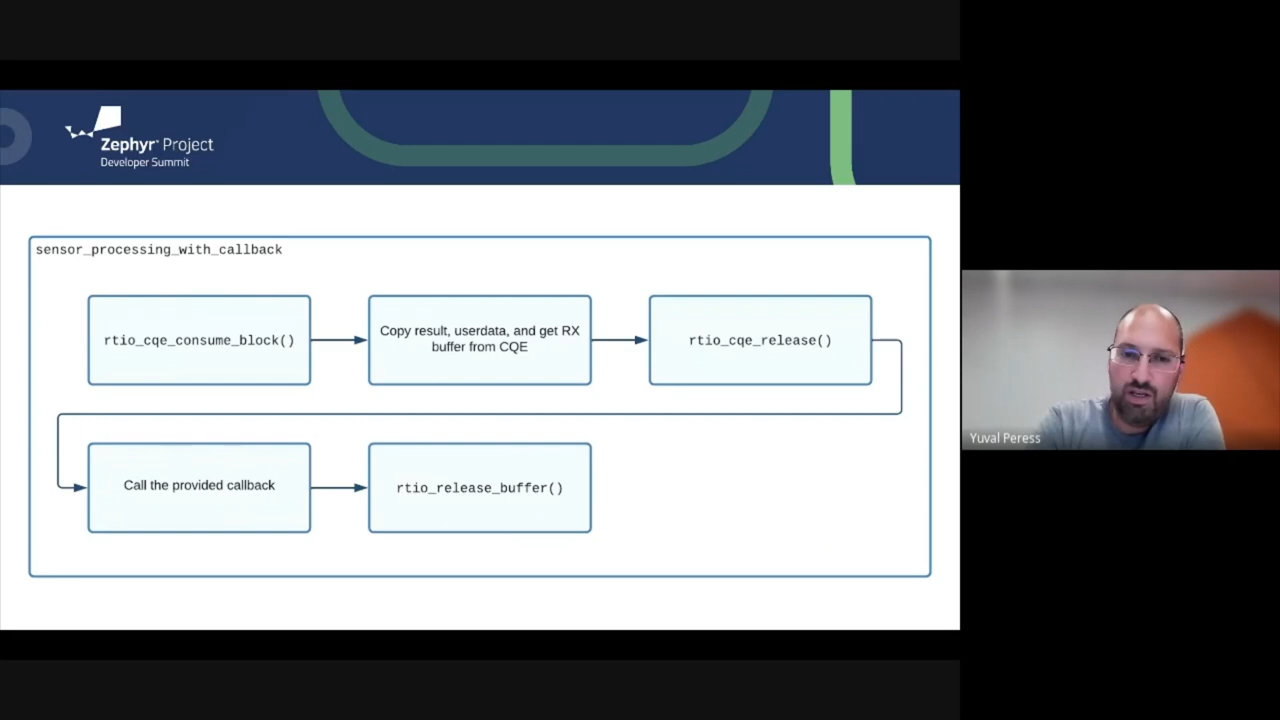 Zephyr® Project
Developer Summit
sensor_processing_with_callback
rtio_cqe_consume_block()
Copy result, userdata, and get RX
buffer from CQE
rtio_cqe_release()
Call the provided callback
rtio_release_buffer()
Yuval Peress